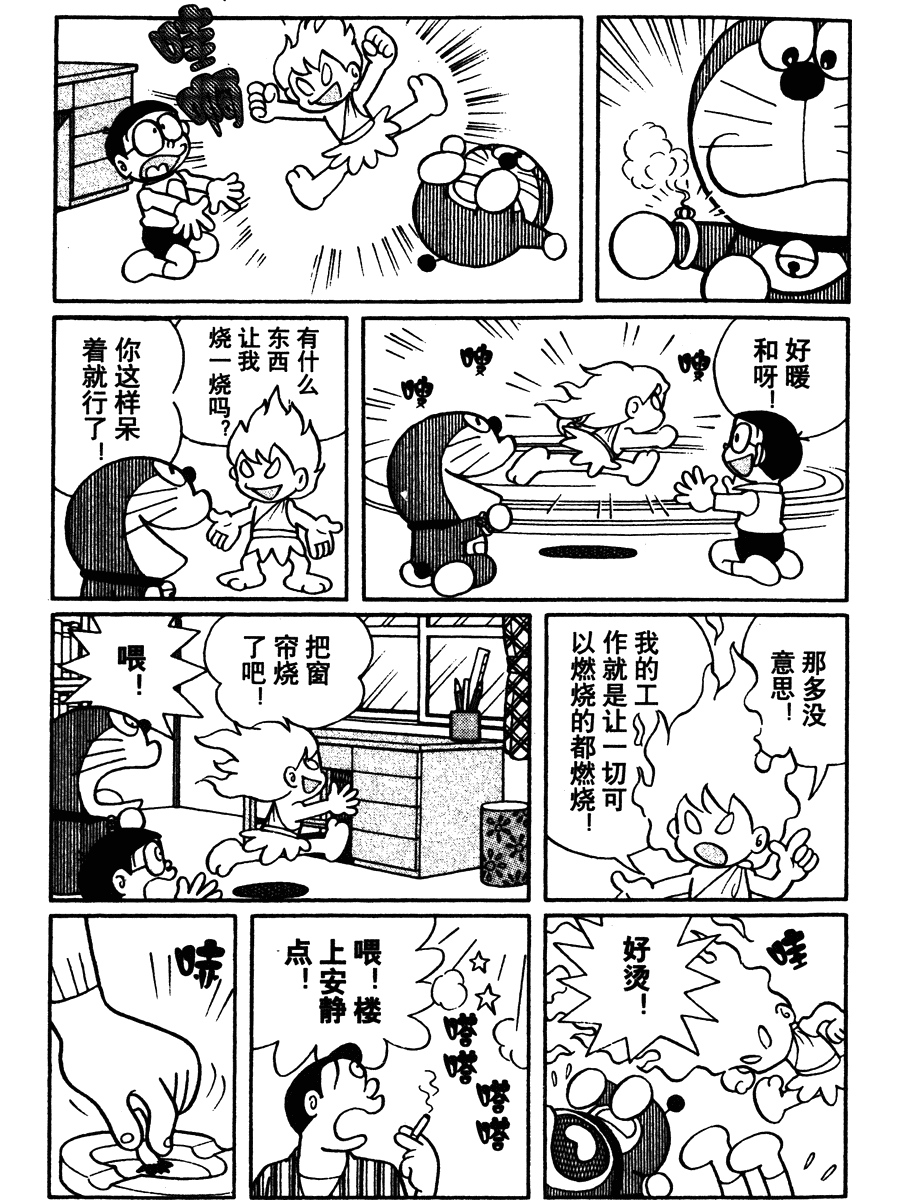 哇
啊
好暖
和呀！
嗖
嗖
嗖
有什么
东西
让我
烧一烧吗？
你这样呆
着就行了！
那多没
意思！
我的工
作就是让一切可
以燃烧的都燃烧！
把窗
帘烧
了吧！
喂！
哇
好烫！
喂！楼
上安静
点！
嗒
嗒
嗒
嗒
哧